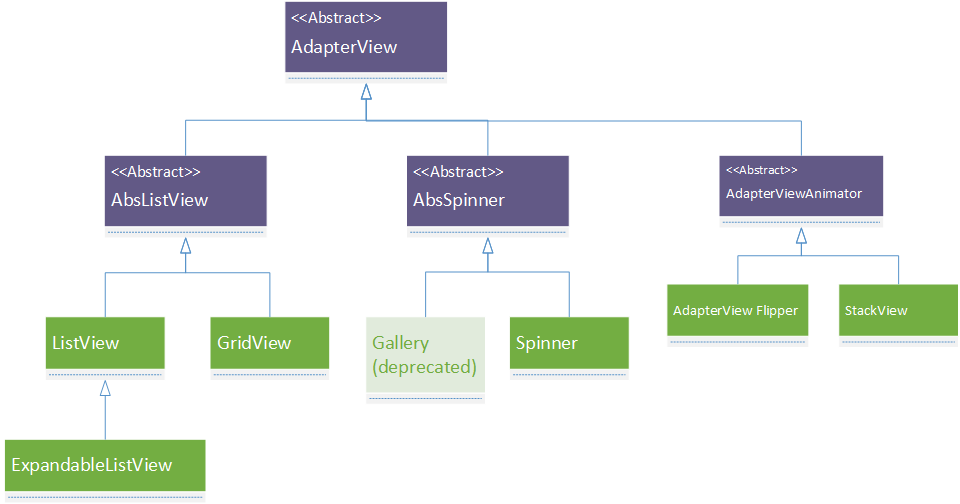 <<Abstract>>
AdapterView
<<Abstract>>
AbsListView
<<Abstract>>
AbsSpinner
<<Abstract>>
AdapterViewAnimator
ListView
GridView
Gallery
(deprecated)
Spinner
AdapterView Flipper
StackView
ExpandableListView